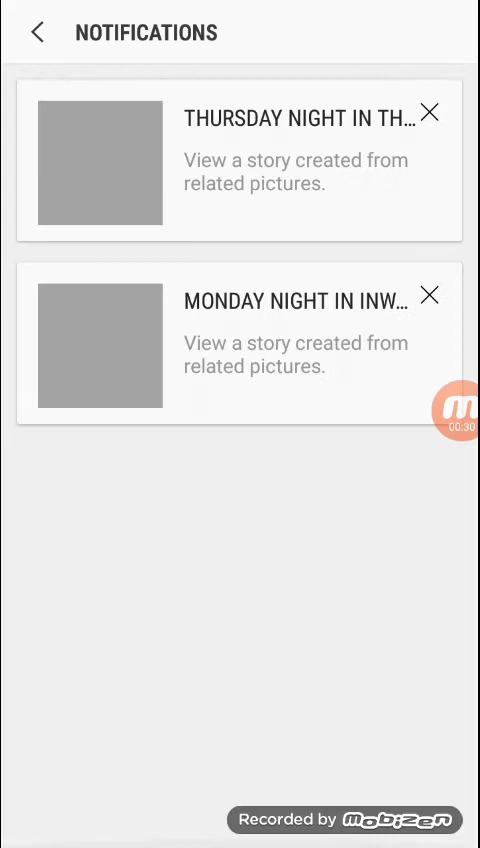 NOTIFICATIONS
THURSDAY NIGHT IN TH...
View a story created from
related pictures.
MONDAY NIGHT IN INW...
View a story created from
related pictures.
m
00:30
Recorded by mobizen